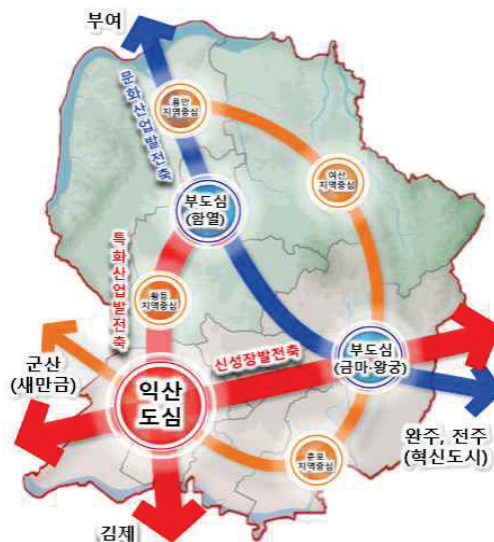 부여
문화산업발전축
용안
지역중심
여산
지역중심
부도심
(함열)
특화산업발전축
황등
지역중심
군산
(새만금)
신성장발전축
부도심
(금마·왕궁)
익산
도심
완주, 전주
(혁신도시)
춘포
지역중심
김제